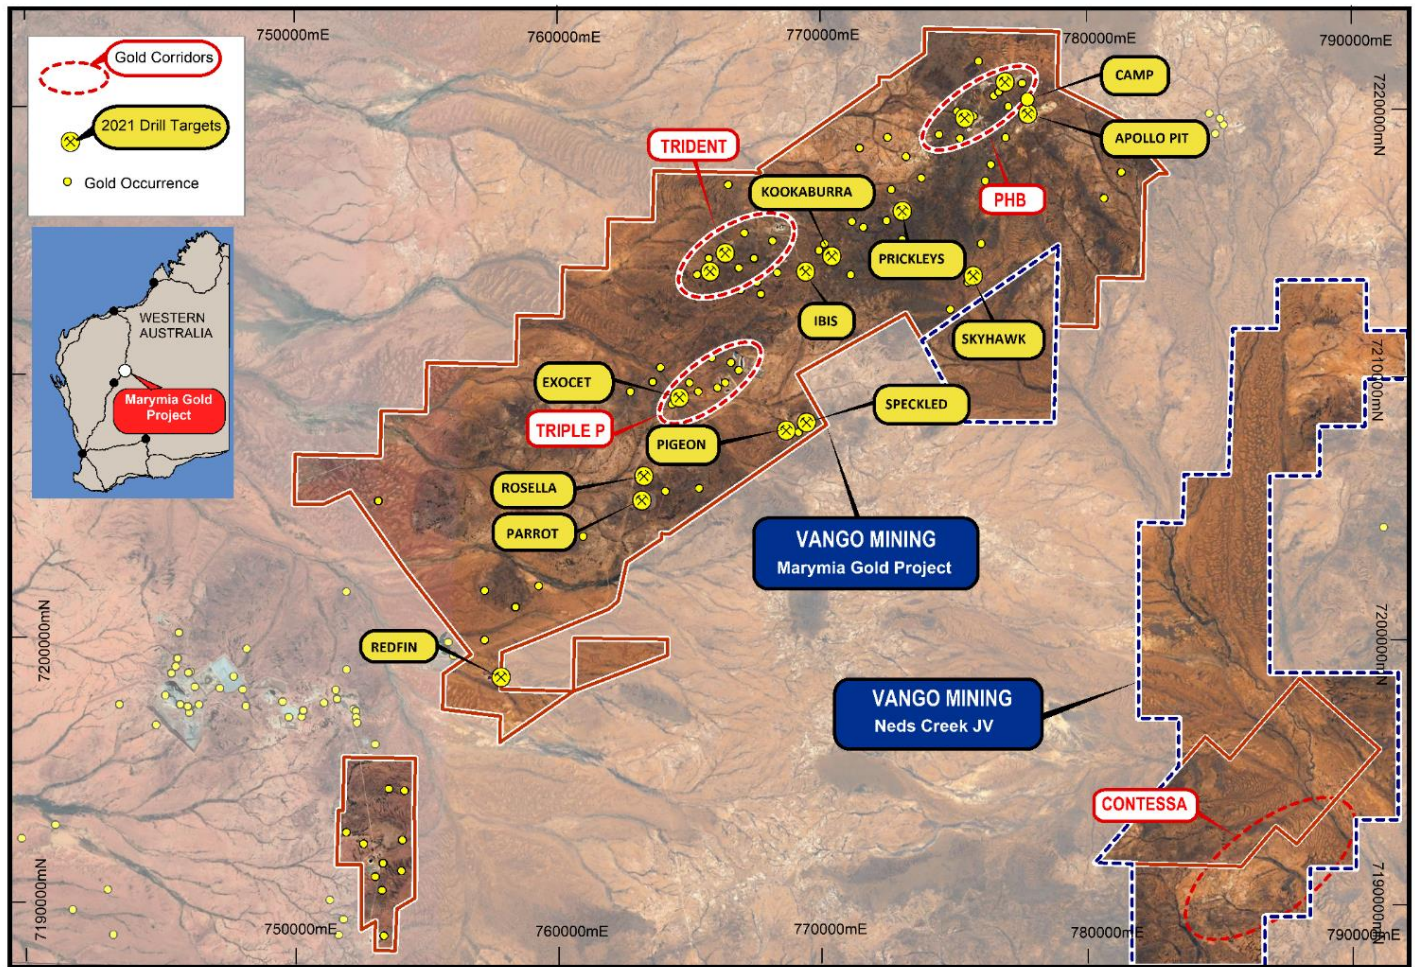 750000mE
760000mE
770000mE
780000mE
790000mE
Gold Corridors
2021 Drill Targets
Gold Occurrence
WESTERN
AUSTRALIA
Marymia Gold
Project
CAMP
7220000mN
APOLLO PIT
TRIDENT
KOOKABURRA
PHB
PRICKLEYS
IBIS
SKYHAWK
7210000mN
EXOCET
SPECKLED
TRIPLE P
PIGEON
ROSELLA
PARROT
VANGO MINING
Marymia Gold Project
7200000mN
REDFIN
7200000mN
VANGO MINING
Neds Creek JV
CONTESSA
7190000mN
7190000mN
750000mE
760000mE
770000mE
780000mE
790000mE